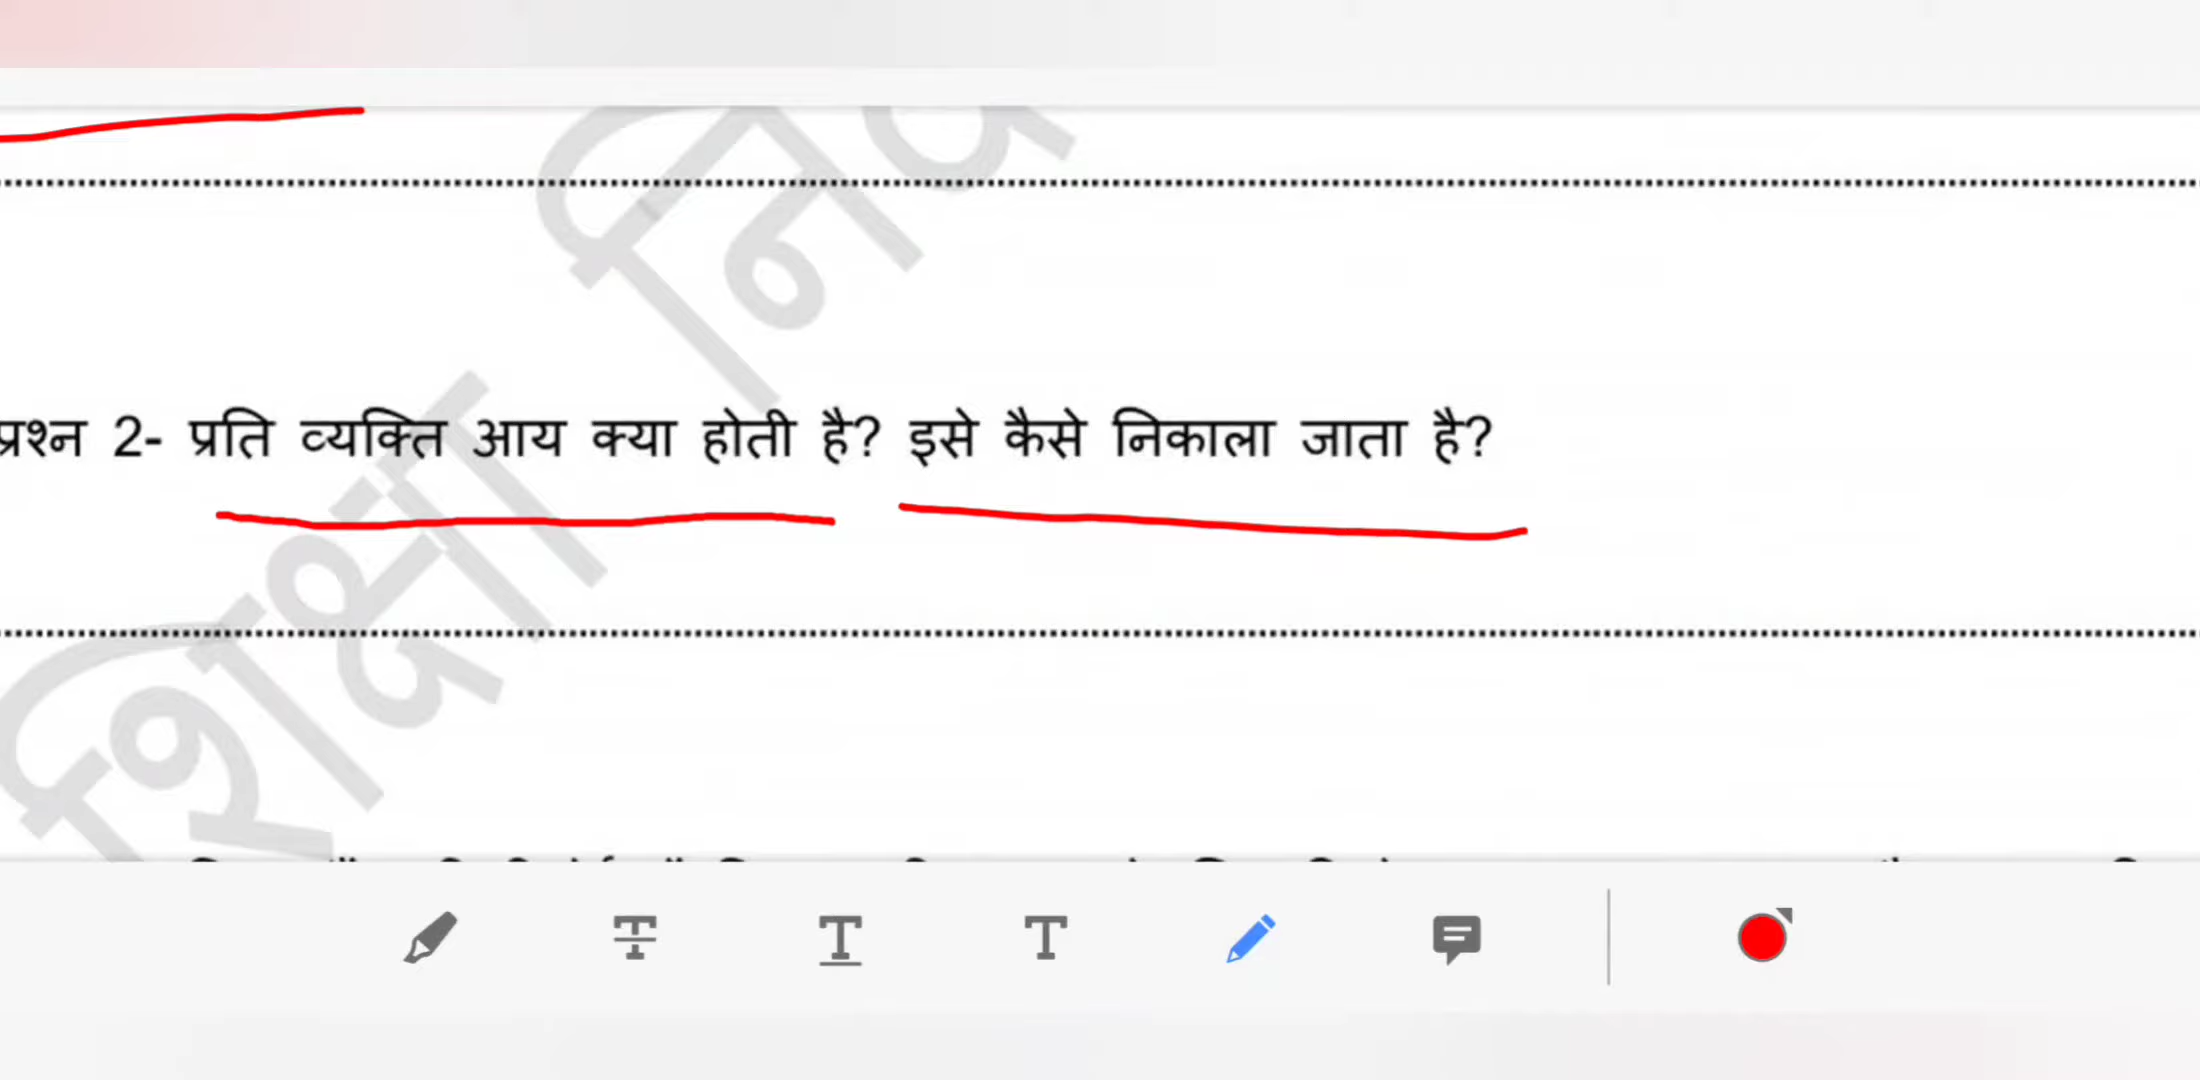 प्रश्न 2- प्रति व्यक्ति आय क्या होती है? इसे कैसे निकाला जाता है?
शिक्षा